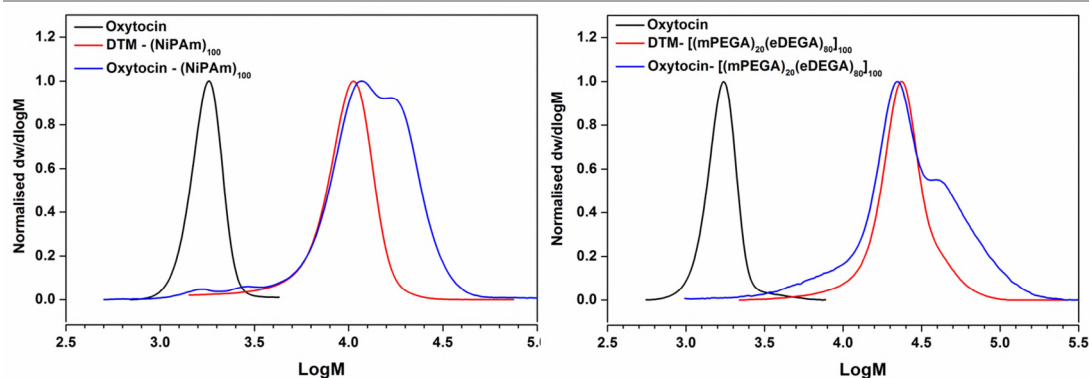 Oxytocin
DTM - (NiPAm)100
Oxytocin - (NiPAm)100
Normalised dw/dlogM
1.2
1.0
0.8
0.6
0.4
0.2
0.0
2.5 3.0 3.5 4.0 4.5 5.0
LogM
Oxytocin
DTM- [(mPEGA)20(eDEGA)80]100
Oxytocin- [(mPEGA)20(eDEGA)80]100
Normalised dw/dlogM
1.2
1.0
0.8
0.6
0.4
0.2
0.0
2.5 3.0 3.5 4.0 4.5 5.0 5.5
LogM